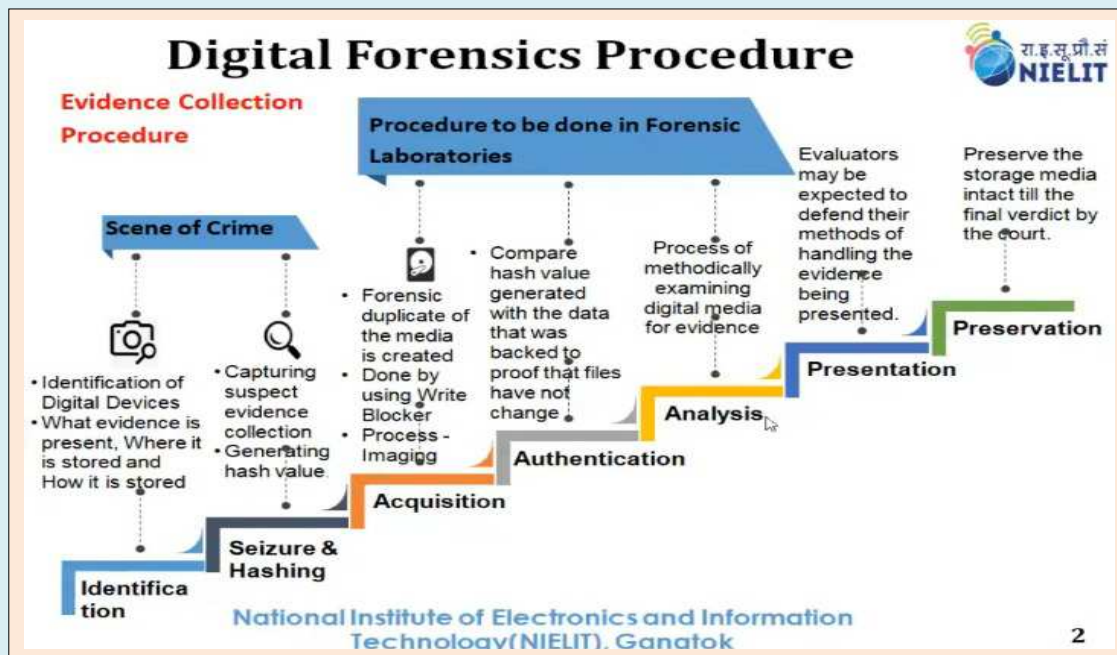 Digital Forensics Procedure
रा.इ.सू.प्रौ.सं
NIELIT
Evidence Collection
Procedure
Procedure to be done in Forensic
Laboratories
Scene of Crime
• Identification of
Digital Devices
• What evidence is
present, Where it
is stored and
How it is stored
• Capturing
suspect
evidence
collection
• Generating
hash value
• Forensic
duplicate of
the media
is created
• Done by
using Write
Blocker
• Process -
Imaging
• Compare
hash value
generated
with the data
that was
backed to
proof that files
have not
change
Process of
methodically
examining
digital media
for evidence
Evaluators
may be
expected to
defend their
methods of
handling the
evidence
being
presented.
Preserve the
storage media
intact till the
final verdict by
the court.
Identifica
tion
Seizure &
Hashing
Acquisition
Authentication
Analysis
Presentation
Preservation
National Institute of Electronics and Information
Technology(NIELIT), Ganatok
2